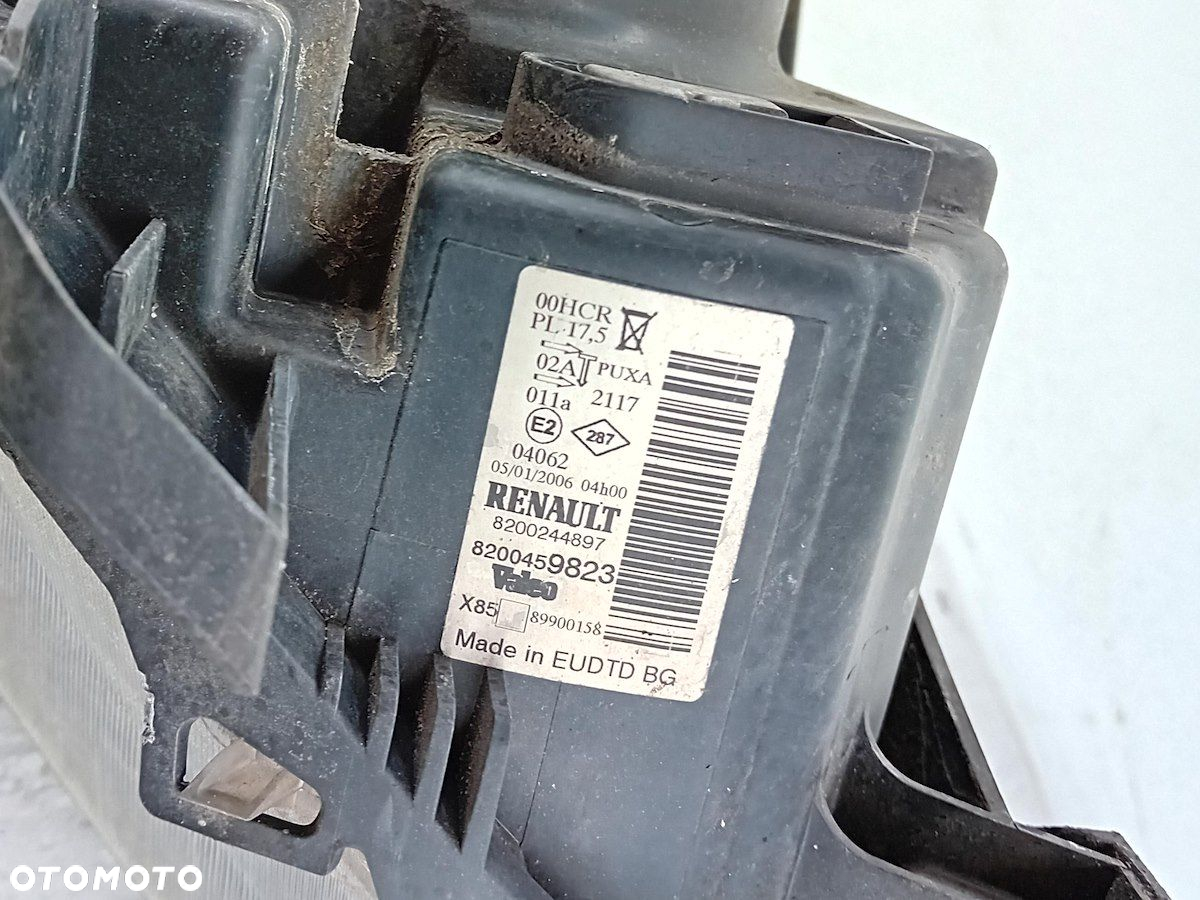 00HCR
PL 17,5
02A PUXA
011a 2117
E2 287
04062
05/01/2006 04h00
RENAULT
8200244897
8200459823
Valeo
X85 89900158
Made in EUDTD BG
OTOMOTO